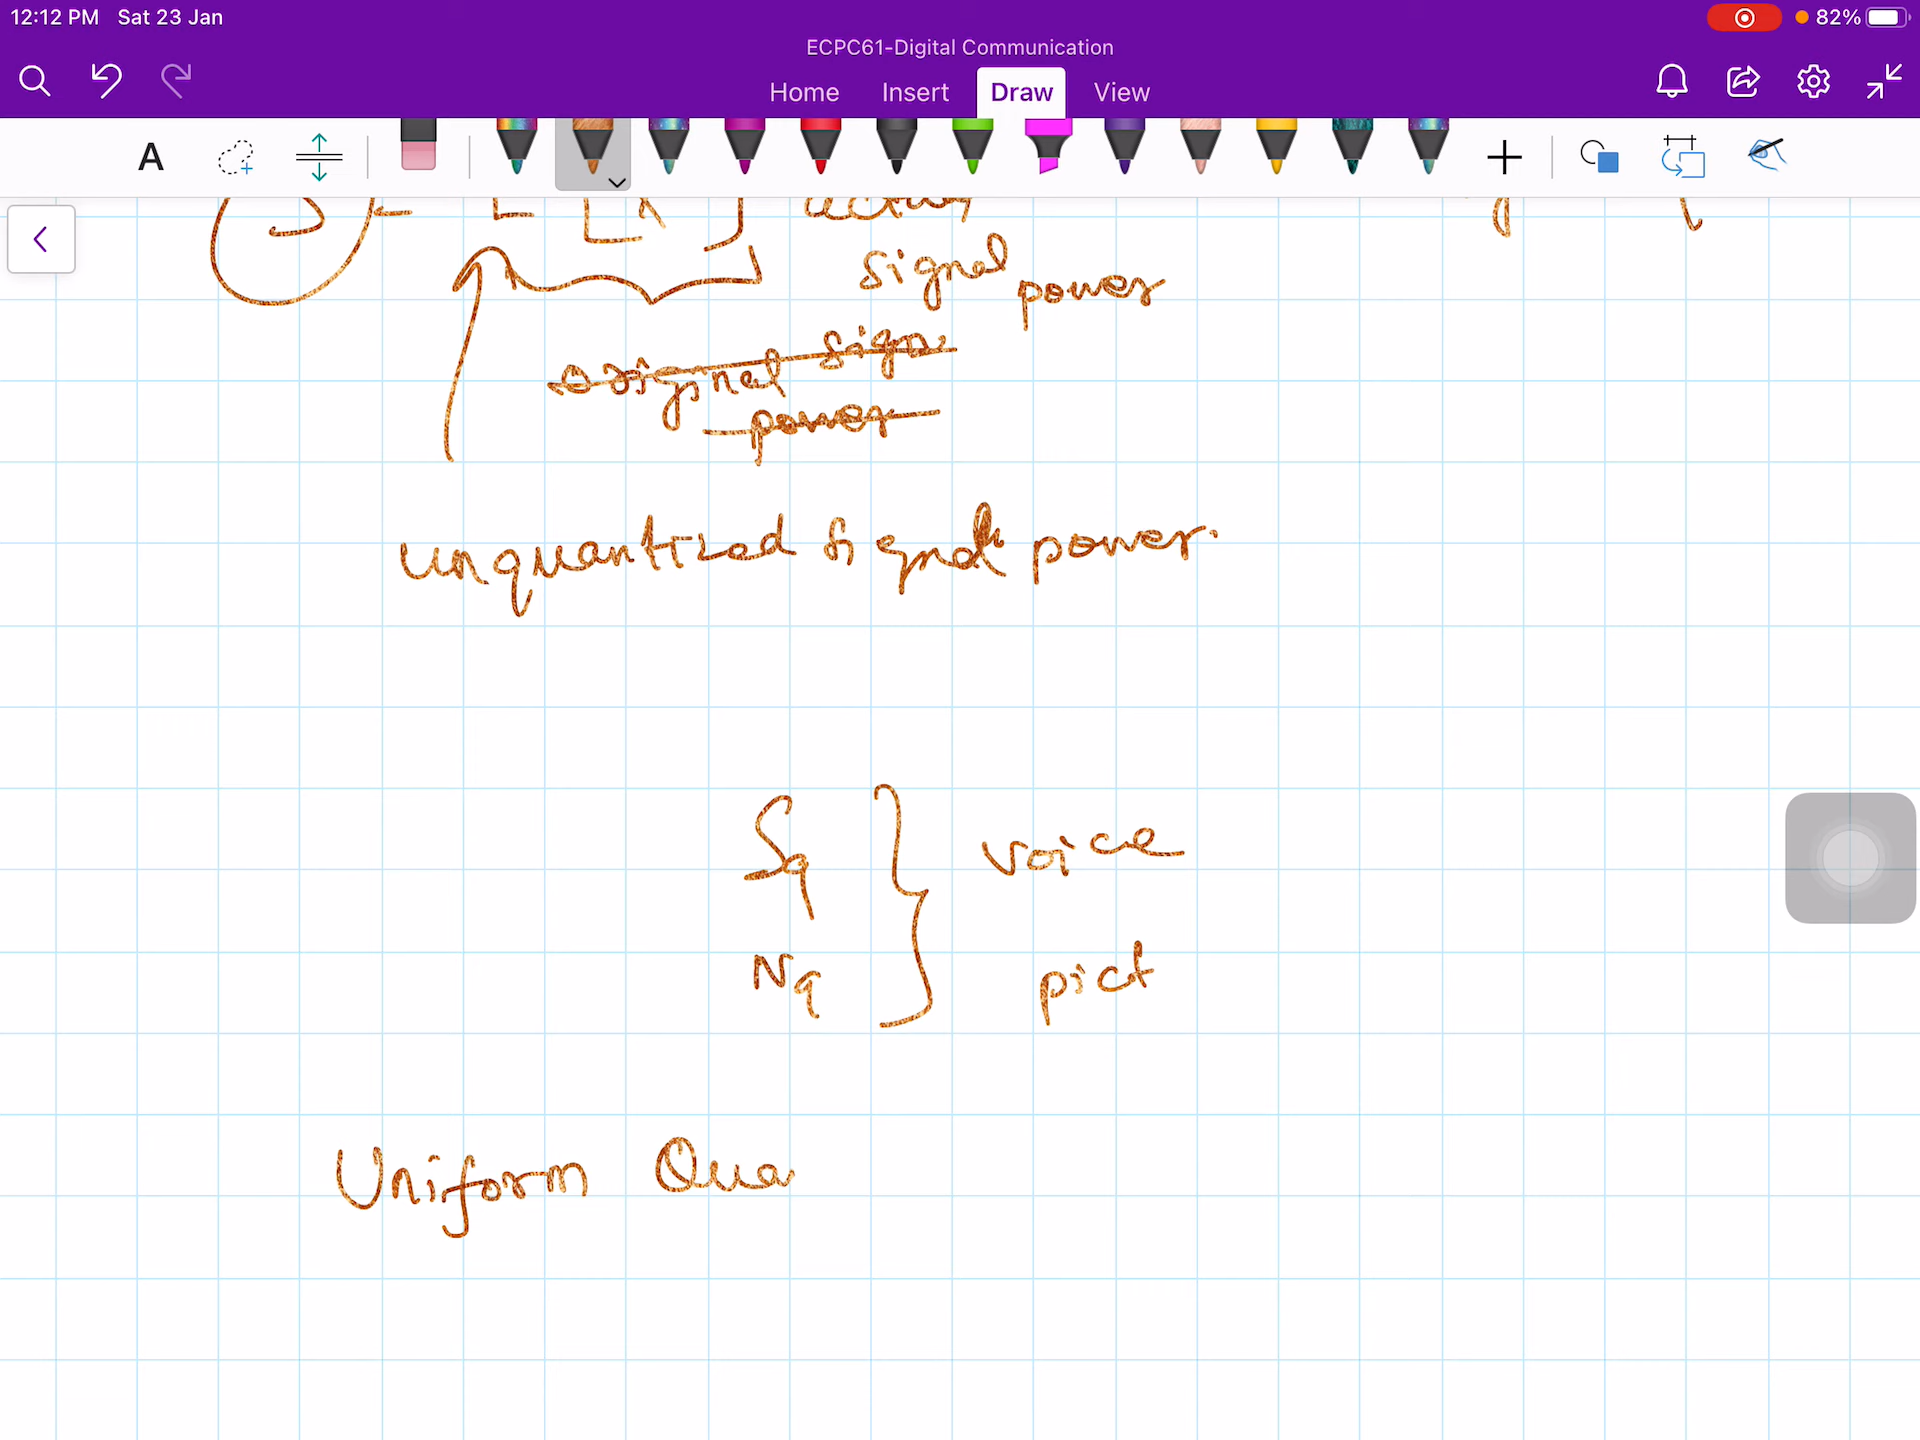 12:12 PM Sat 23 Jan
82%
ECPC61-Digital Communication
Home Insert Draw View
A
signal power
original sign
power
unquantized signal power.
Sq voice
Nq pict
Uniform Qua